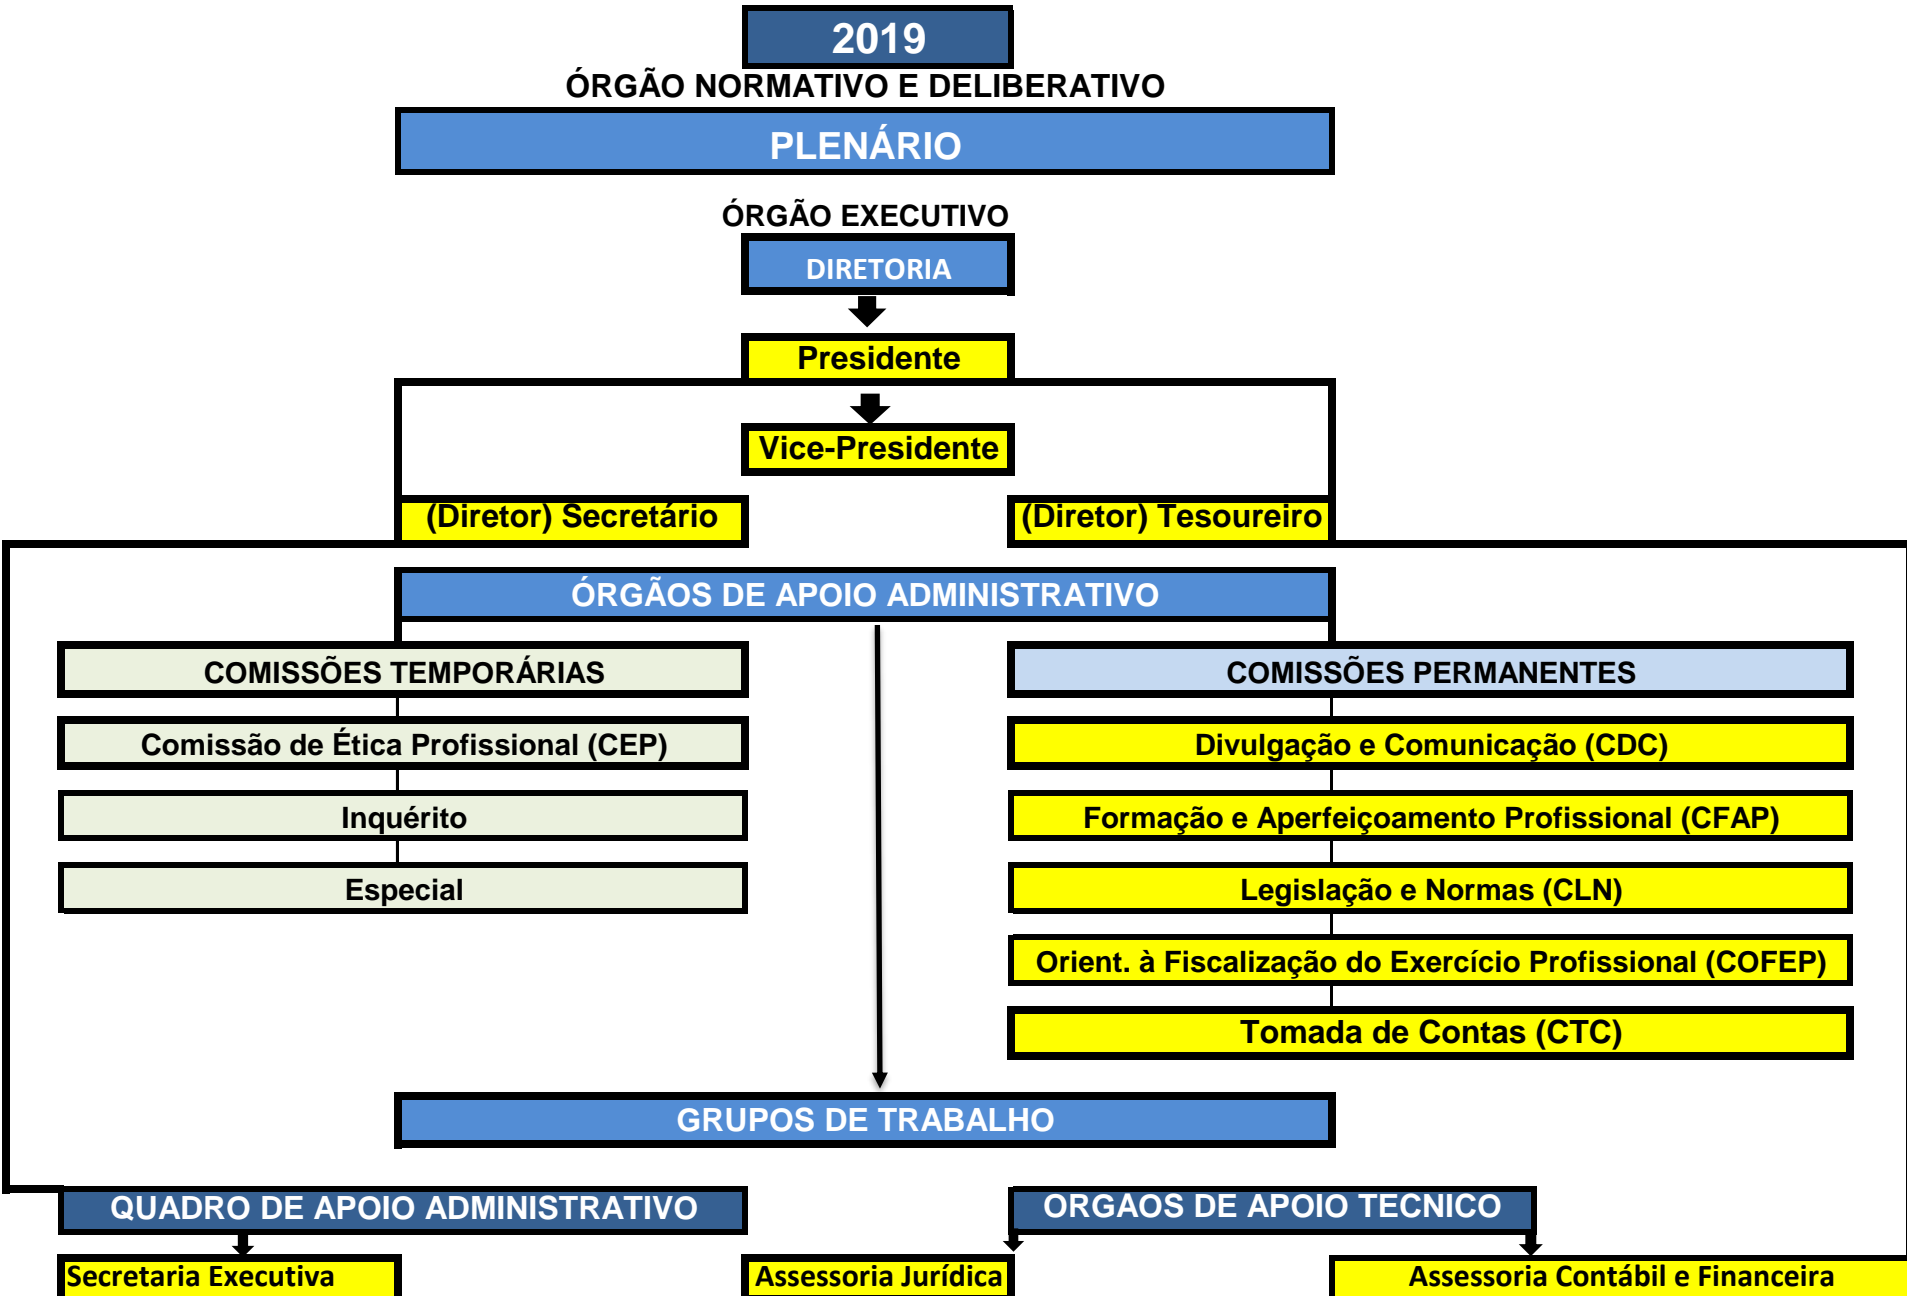 2019
ÓRGÃO NORMATIVO E DELIBERATIVO
PLENÁRIO
ÓRGÃO EXECUTIVO
DIRETORIA
Presidente
Vice-Presidente
(Diretor) Secretário
(Diretor) Tesoureiro
ÓRGÃOS DE APOIO ADMINISTRATIVO
COMISSÕES TEMPORÁRIAS
Comissão de Ética Profissional (CEP)
Inquérito
Especial
COMISSÕES PERMANENTES
Divulgação e Comunicação (CDC)
Formação e Aperfeiçoamento Profissional (CFAP)
Legislação e Normas (CLN)
Orient. à Fiscalização do Exercício Profissional (COFEP)
Tomada de Contas (CTC)
GRUPOS DE TRABALHO
QUADRO DE APOIO ADMINISTRATIVO
Secretaria Executiva
ORGAOS DE APOIO TECNICO
Assessoria Jurídica
Assessoria Contábil e Financeira